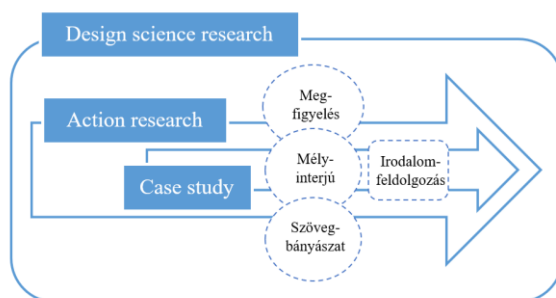 Design science research
Meg-
figyelés
Action research
Mély-
interjú
Irodalom-
feldolgozás
Case study
Szöveg-
bányászat